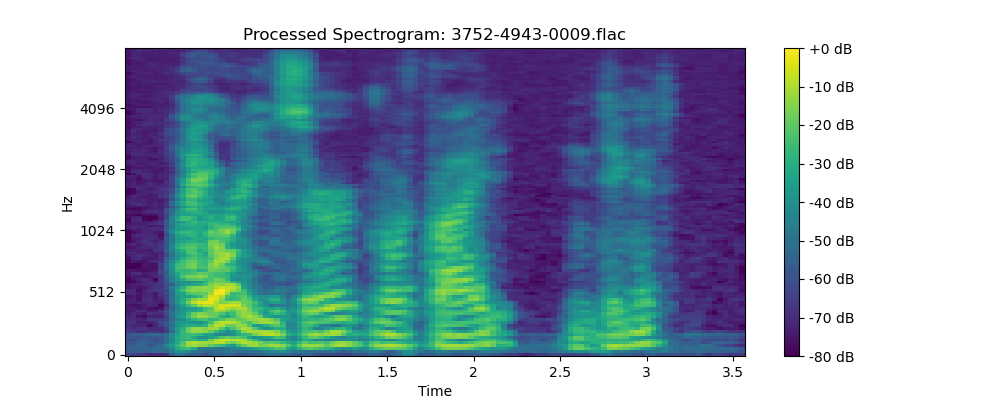 Processed Spectrogram: 3752-4943-0009.flac
Hz
4096
2048
1024
512
0
0
0.5
1
1.5
2
2.5
3
3.5
Time
+0 dB
-10 dB
-20 dB
-30 dB
-40 dB
-50 dB
-60 dB
-70 dB
-80 dB